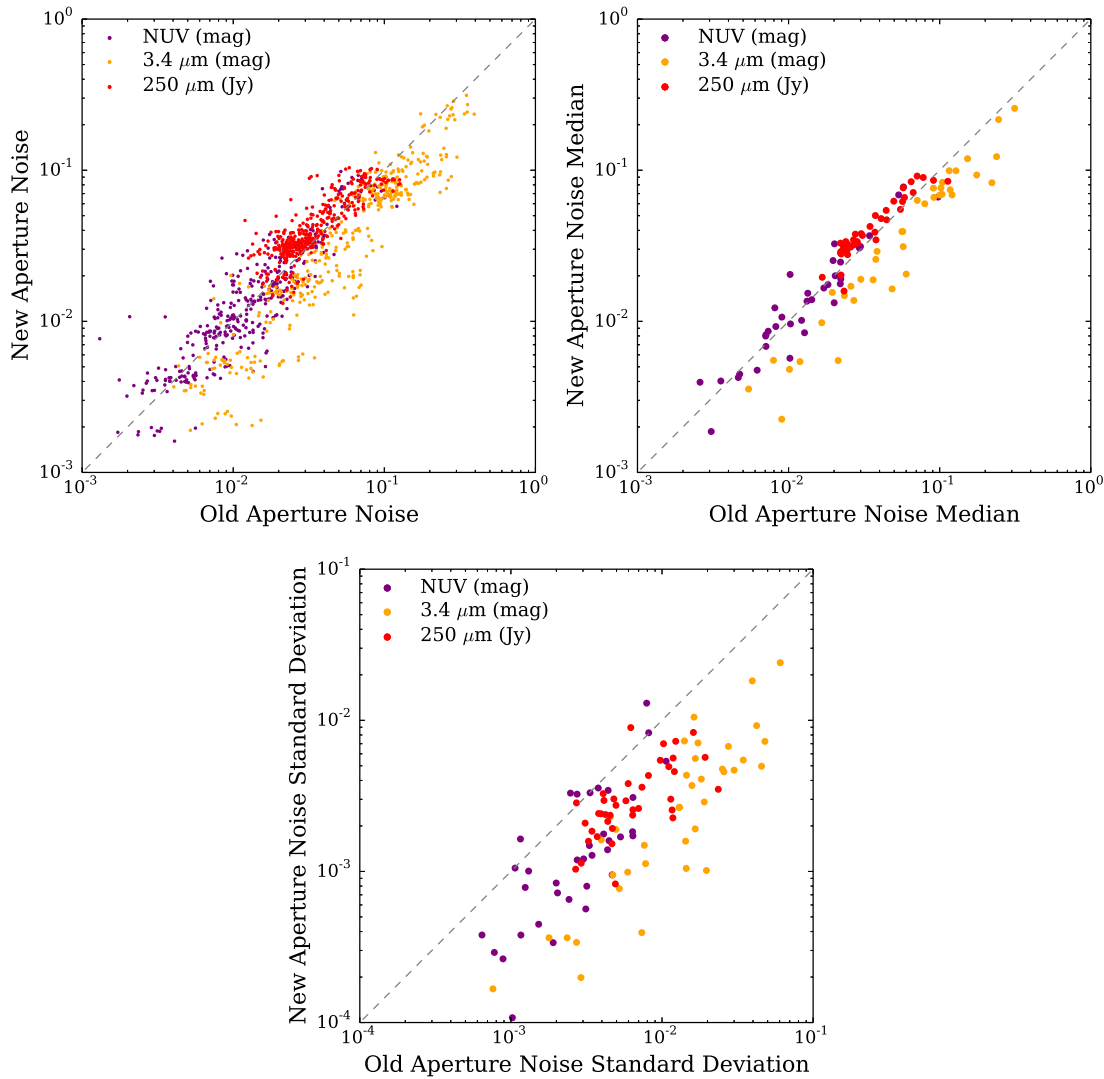 10^0
10^-1
10^-2
10^-3
10^-3
10^-2
10^-1
10^0
New Aperture Noise
Old Aperture Noise
NUV (mag)
3.4 μm (mag)
250 μm (Jy)
10^0
10^-1
10^-2
10^-3
10^-3
10^-2
10^-1
10^0
New Aperture Noise Median
Old Aperture Noise Median
NUV (mag)
3.4 μm (mag)
250 μm (Jy)
10^-1
10^-2
10^-3
10^-4
10^-4
10^-3
10^-2
10^-1
New Aperture Noise Standard Deviation
Old Aperture Noise Standard Deviation
NUV (mag)
3.4 μm (mag)
250 μm (Jy)